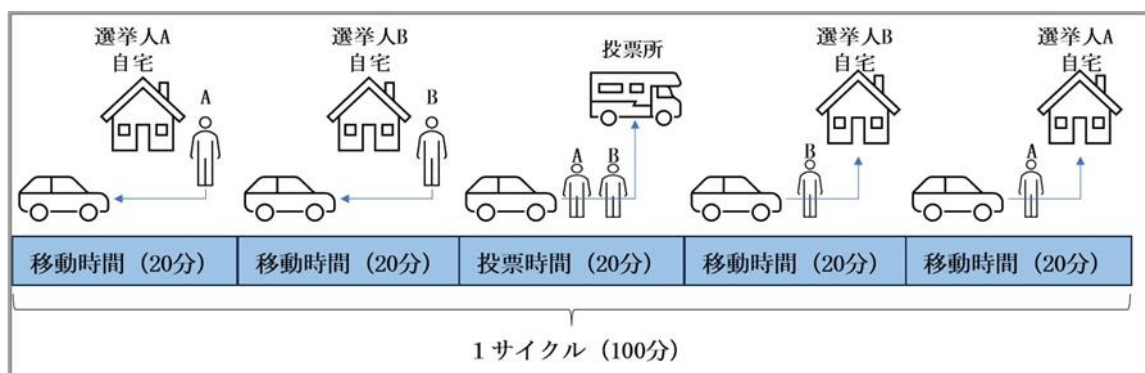 選挙人A
自宅
A
選挙人B
自宅
B
投票所
A B
選挙人B
自宅
B
選挙人A
自宅
A
移動時間（20分）
移動時間（20分）
投票時間（20分）
移動時間（20分）
移動時間（20分）
１サイクル（100分）